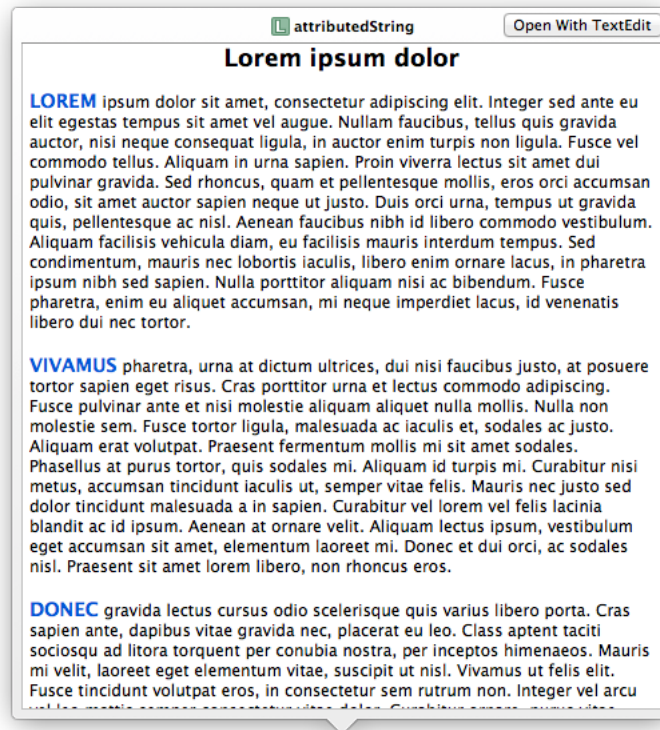 L attributedString Open With TextEdit
Lorem ipsum dolor
LOREM ipsum dolor sit amet, consectetur adipiscing elit. Integer sed ante eu
elit egestas tempus sit amet vel augue. Nullam faucibus, tellus quis gravida
auctor, nisi neque consequat ligula, in auctor enim turpis non ligula. Fusce vel
commodo tellus. Aliquam in urna sapien. Proin viverra lectus sit amet dui
pulvinar gravida. Sed rhoncus, quam et pellentesque mollis, eros orci accumsan
odio, sit amet auctor sapien neque ut justo. Duis orci urna, tempus ut gravida
quis, pellentesque ac nisl. Aenean faucibus nibh id libero commodo vestibulum.
Aliquam facilisis vehicula diam, eu facilisis mauris interdum tempus. Sed
condimentum, mauris nec lobortis iaculis, libero enim ornare lacus, in pharetra
ipsum nibh sed sapien. Nulla porttitor aliquam nisi ac bibendum. Fusce
pharetra, enim eu aliquet accumsan, mi neque imperdiet lacus, id venenatis
libero dui nec tortor.
VIVAMUS pharetra, urna at dictum ultrices, dui nisi faucibus justo, at posuere
tortor sapien eget risus. Cras porttitor urna et lectus commodo adipiscing.
Fusce pulvinar ante et nisi molestie aliquam aliquet nulla mollis. Nulla non
molestie sem. Fusce tortor ligula, malesuada ac iaculis et, sodales ac justo.
Aliquam erat volutpat. Praesent fermentum mollis mi sit amet sodales.
Phasellus at purus tortor, quis sodales mi. Aliquam id turpis mi. Curabitur nisi
metus, accumsan tincidunt iaculis ut, semper vitae felis. Mauris nec justo sed
dolor tincidunt malesuada a in sapien. Curabitur vel lorem vel felis lacinia
blandit ac id ipsum. Aenean at ornare velit. Aliquam lectus ipsum, vestibulum
eget accumsan sit amet, elementum laoreet mi. Donec et dui orci, ac sodales
nisl. Praesent sit amet lorem libero, non rhoncus eros.
DONEC gravida lectus cursus odio scelerisque quis varius libero porta. Cras
sapien ante, dapibus vitae gravida nec, placerat eu leo. Class aptent taciti
sociosqu ad litora torquent per conubia nostra, per inceptos himenaeos. Mauris
mi velit, laoreet eget elementum vitae, suscipit ut nisl. Vivamus ut felis elit.
Fusce tincidunt volutpat eros, in consectetur sem rutrum non. Integer vel arcu